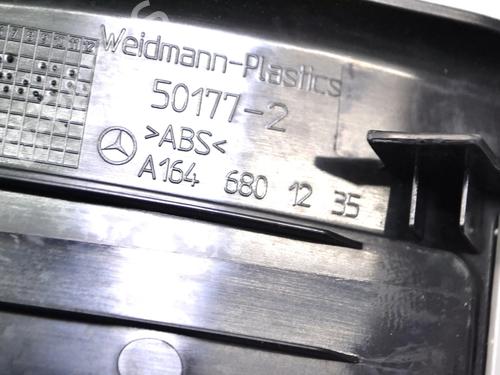 Weidmann-Plastics
50177-2
>ABS<
A164 680 12 35